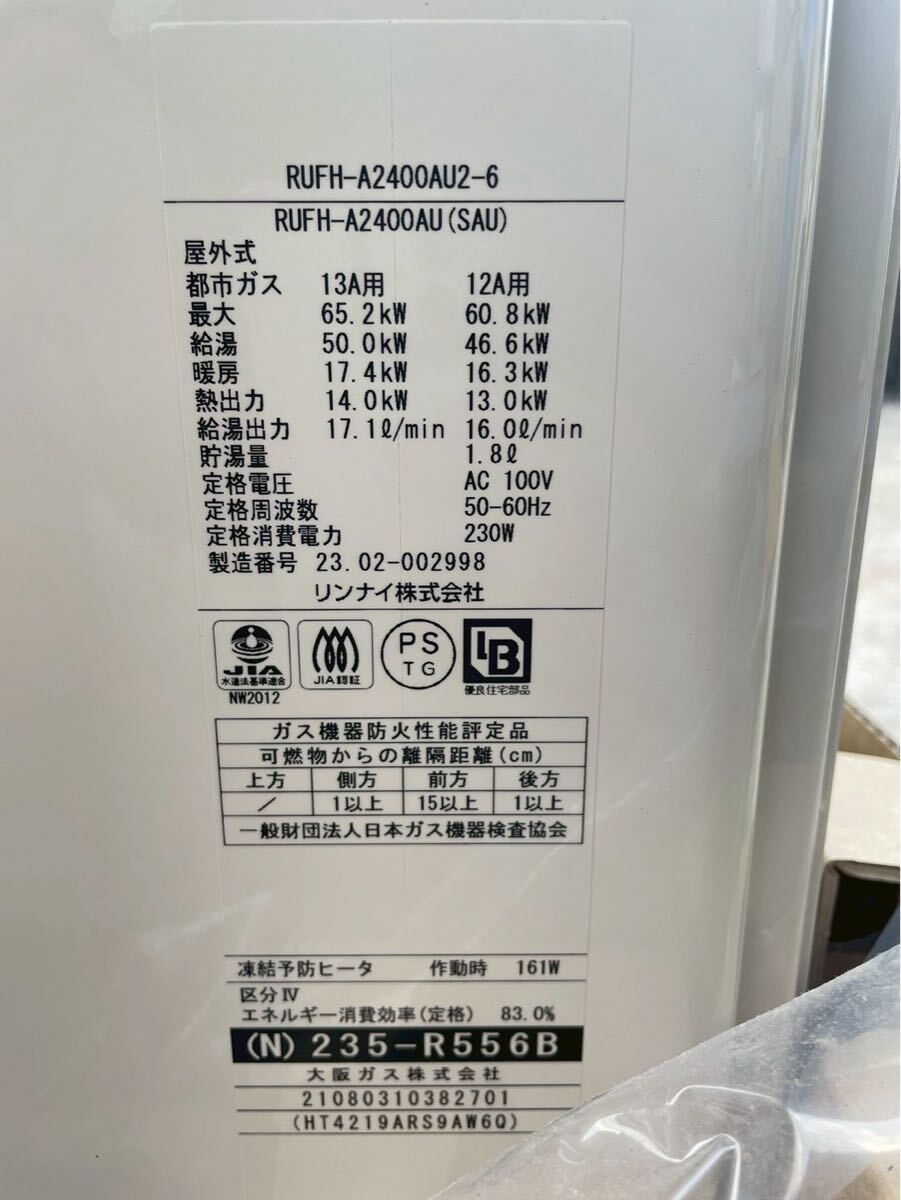 RUFH-A2400AU2-6
RUFH-A2400AU(SAU)
屋外式
都市ガス 13A用 12A用
最大 65.2kW 60.8kW
給湯 50.0kW 46.6kW
暖房 17.4kW 16.3kW
熱出力 14.0kW 13.0kW
給湯出力 17.1ℓ/min 16.0ℓ/min
貯湯量 1.8ℓ
定格電圧 AC 100V
定格周波数 50-60Hz
定格消費電力 230W
製造番号 23.02-002998
リンナイ株式会社
JIA
水道法基準適合
NW2012
JIA認証
PS
TG
LB
優良住宅部品
ガス機器防火性能評定品
可燃物からの離隔距離(cm)
上方 側方 前方 後方
/ 1以上 15以上 1以上
一般財団法人日本ガス機器検査協会
凍結予防ヒータ 作動時 161W
区分Ⅳ
エネルギー消費効率(定格) 83.0%
(N) 235-R556B
大阪ガス株式会社
21080310382701
(HT4219ARS9AW6Q)